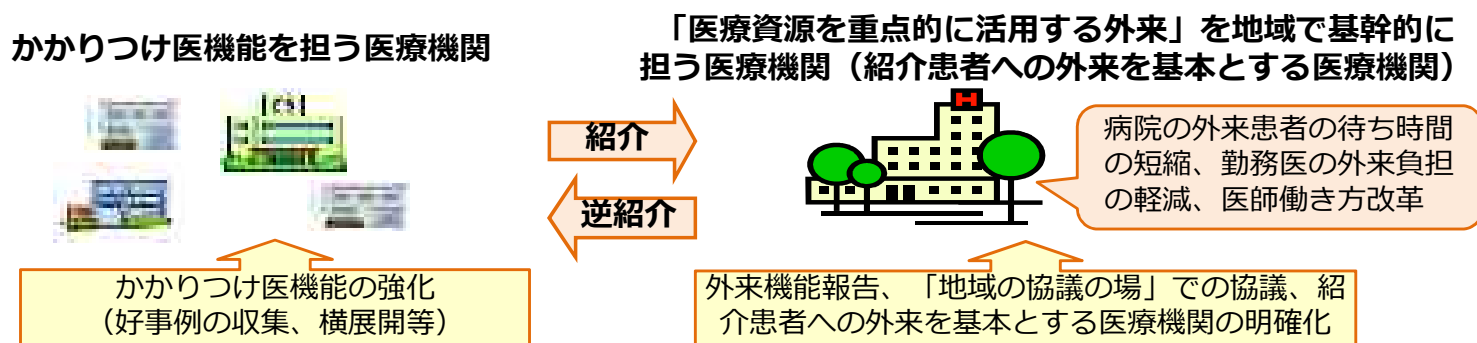 かかりつけ医機能を担う医療機関
「医療資源を重点的に活用する外来」を地域で基幹的に
担う医療機関（紹介患者への外来を基本とする医療機関）
紹介
逆紹介
病院の外来患者の待ち時間
の短縮、勤務医の外来負担
の軽減、医師働き方改革
かかりつけ医機能の強化
（好事例の収集、横展開等）
外来機能報告、「地域の協議の場」での協議、紹
介患者への外来を基本とする医療機関の明確化
H